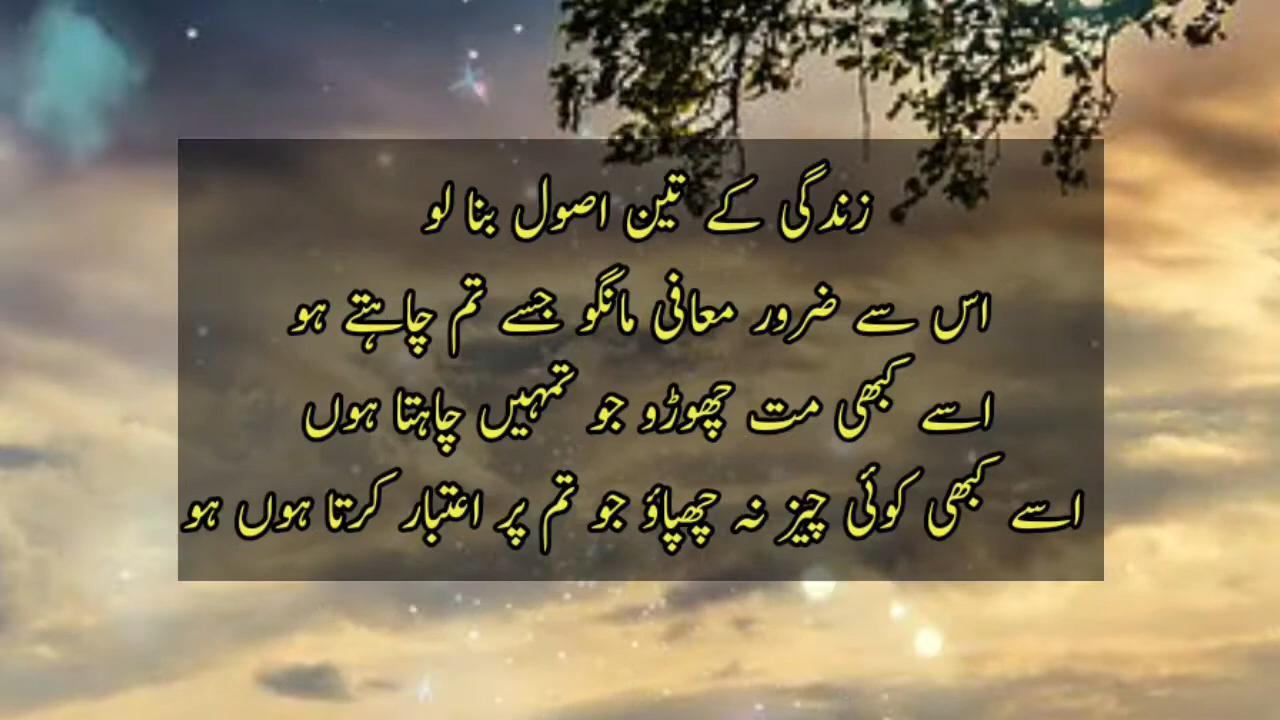 زندگی کے تین اصول بنا لو
اس سے ضرور معافی مانگو جسے تم چاہتے ہو
اسے کبھی مت چھوڑو جو تمہیں چاہتا ہوں
اسے کبھی کوئی چیز نہ چھپاؤ جو تم پر اعتبار کرتا ہوں ہو